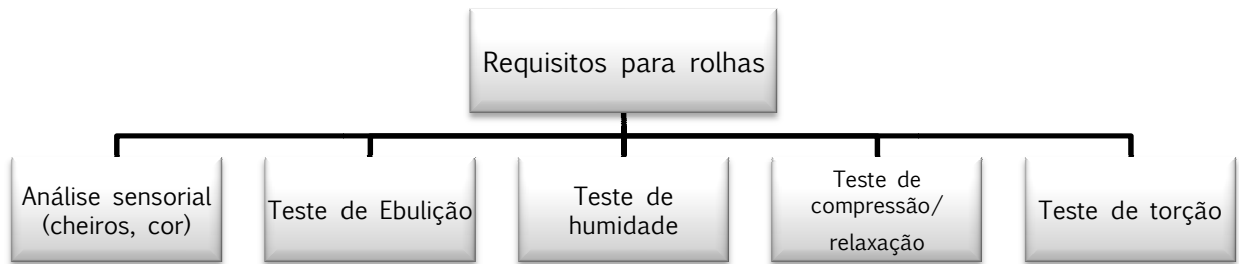 Requisitos para rolhas
Análise sensorial
(cheiros, cor)
Teste de Ebulição
Teste de
humidade
Teste de
compressão/
relaxação
Teste de torção